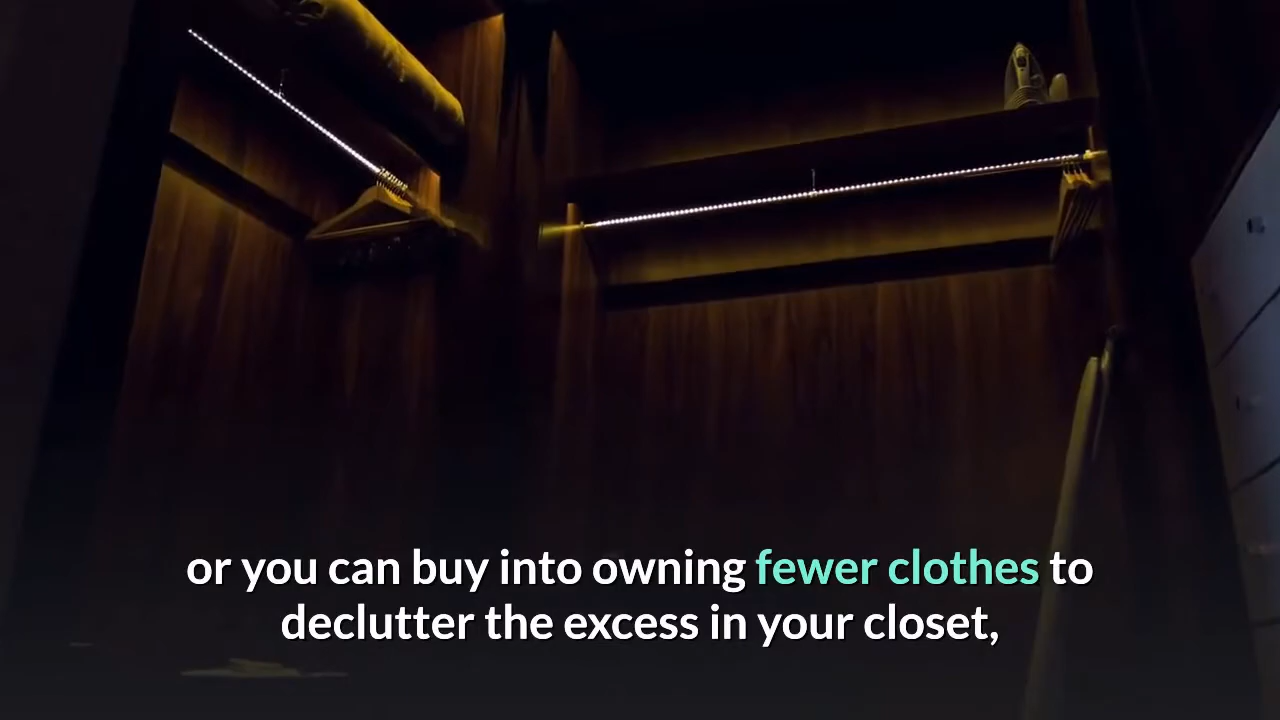 or you can buy into owning fewer clothes to
declutter the excess in your closet,